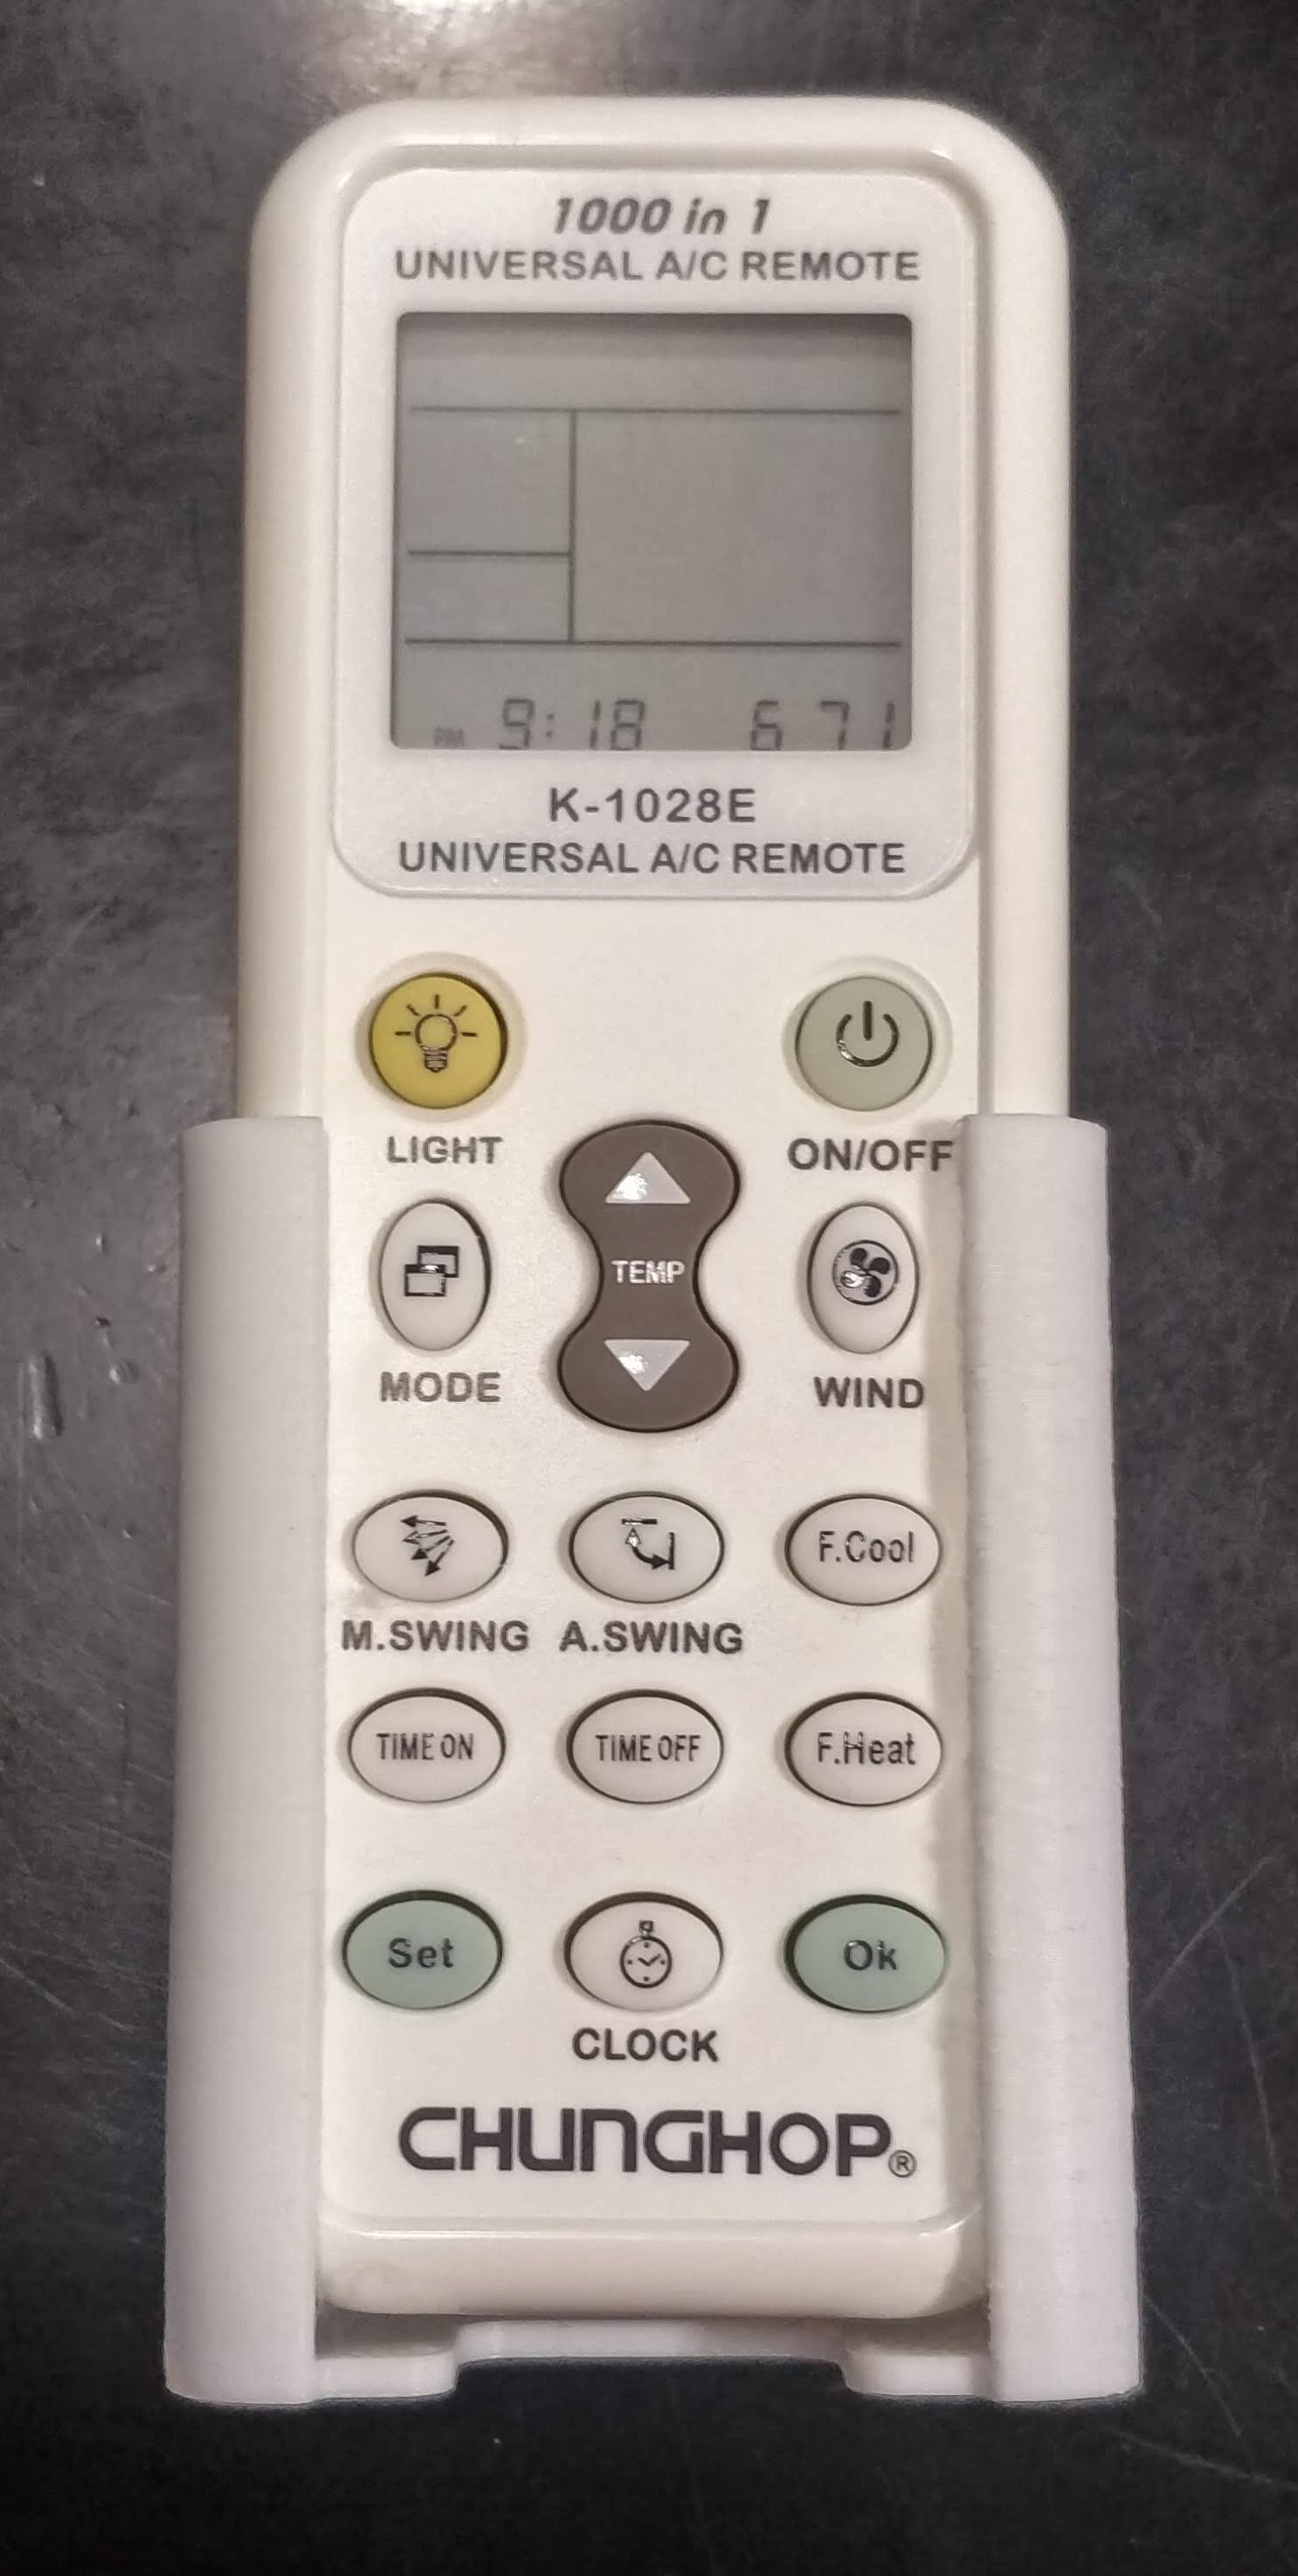 1000 in 1
UNIVERSAL A/C REMOTE
PM 9:18 671
K-1028E
UNIVERSAL A/C REMOTE
LIGHT
ON/OFF
TEMP
MODE
WIND
F.Cool
M.SWING A.SWING
TIME ON TIME OFF F.Heat
Set Ok
CLOCK
CHUNGHOP®